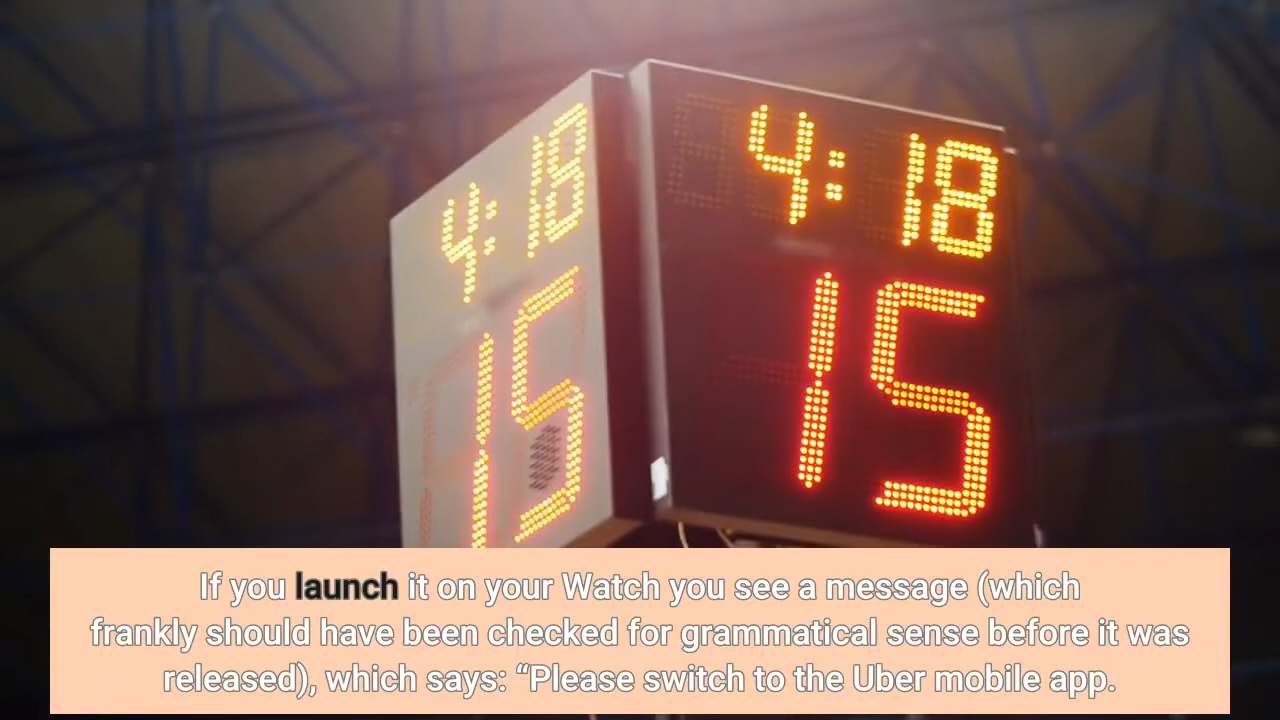 4:18
4:18
15
15
If you launch it on your Watch you see a message (which
frankly should have been checked for grammatical sense before it was
released), which says: “Please switch to the Uber mobile app.